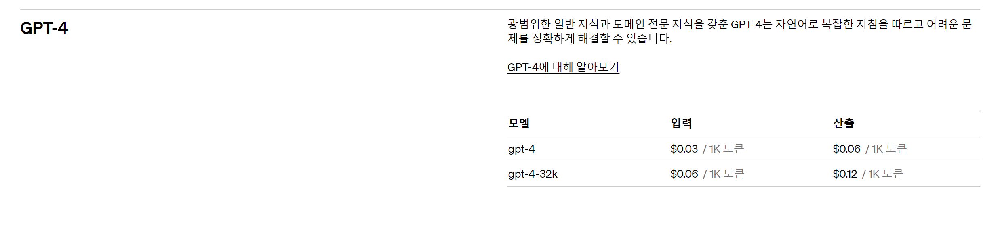 GPT-4
광범위한 일반 지식과 도메인 전문 지식을 갖춘 GPT-4는 자연어로 복잡한 지침을 따르고 어려운 문
제를 정확하게 해결할 수 있습니다.
GPT-4에 대해 알아보기
모델 입력 산출
gpt-4 $0.03 / 1K 토큰 $0.06 / 1K 토큰
gpt-4-32k $0.06 / 1K 토큰 $0.12 / 1K 토큰